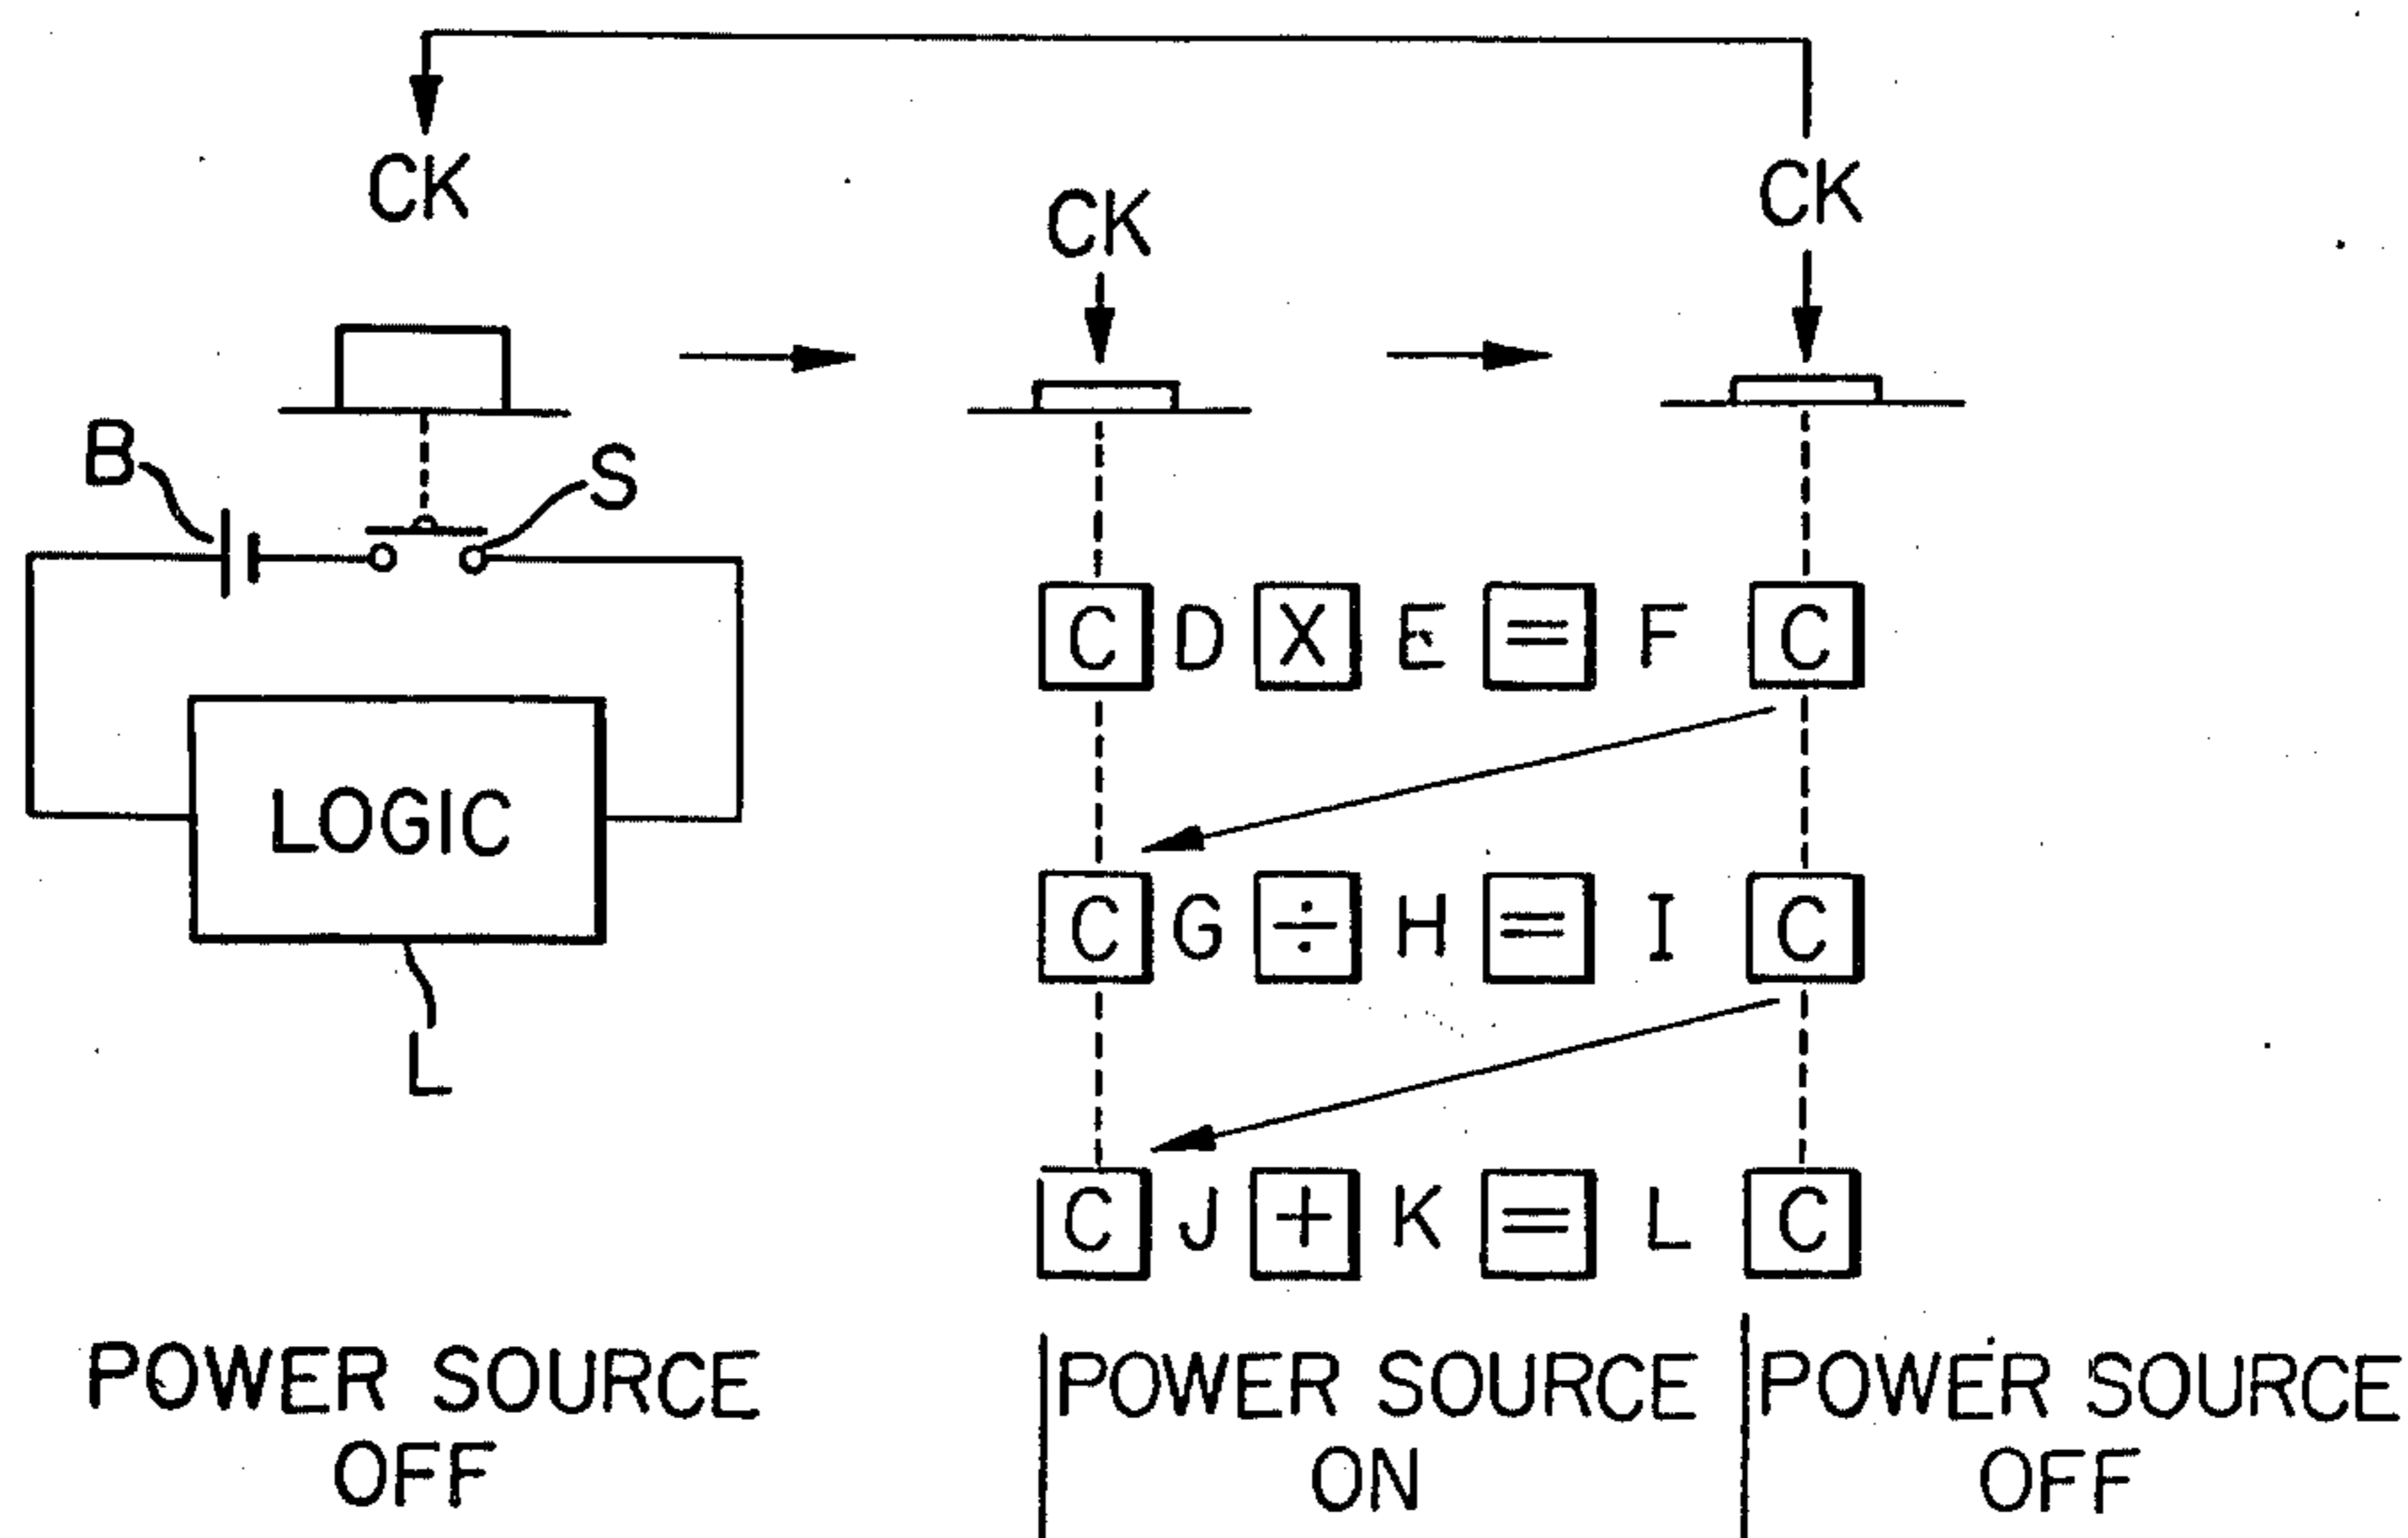 CK
CK
CK
B
S
C D X E = F C
LOGIC
C G ÷ H = I C
L
C J + K = L C
POWER SOURCE OFF
POWER SOURCE ON
POWER SOURCE OFF